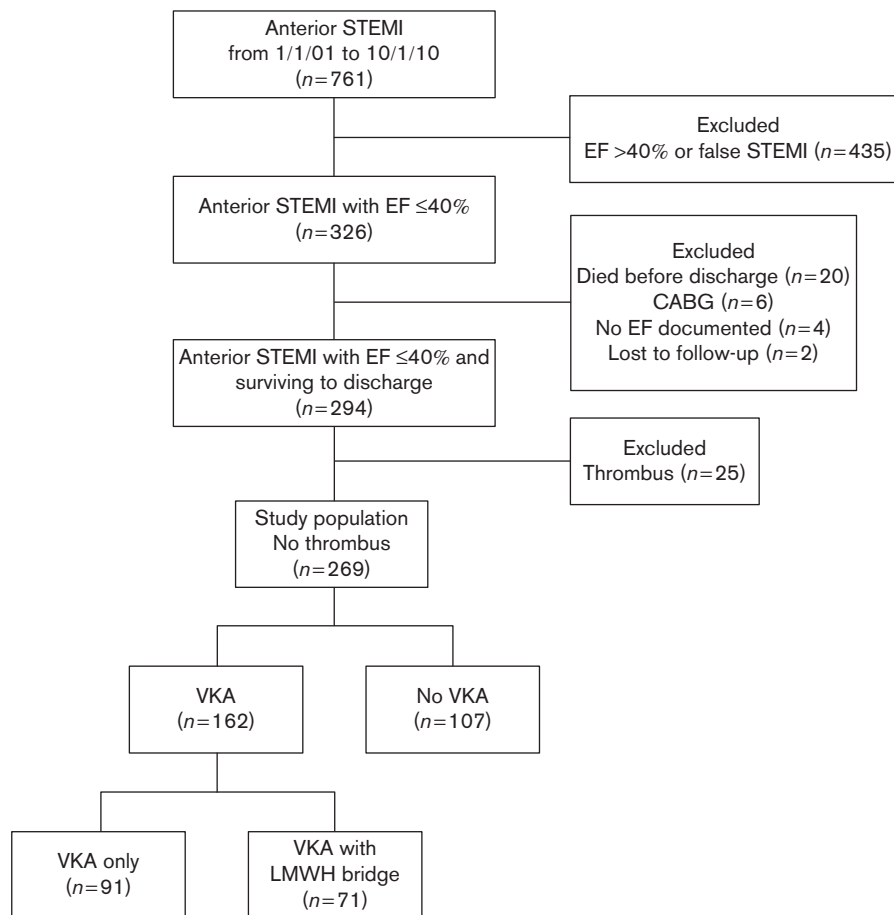 Anterior STEMI
from 1/1/01 to 10/1/10
(n=761)
Excluded
EF >40% or false STEMI (n=435)
Anterior STEMI with EF ≤40%
(n=326)
Excluded
Died before discharge (n=20)
CABG (n=6)
No EF documented (n=4)
Lost to follow-up (n=2)
Anterior STEMI with EF ≤40% and
surviving to discharge
(n=294)
Excluded
Thrombus (n=25)
Study population
No thrombus
(n=269)
VKA
(n=162)
No VKA
(n=107)
VKA only
(n=91)
VKA with
LMWH bridge
(n=71)